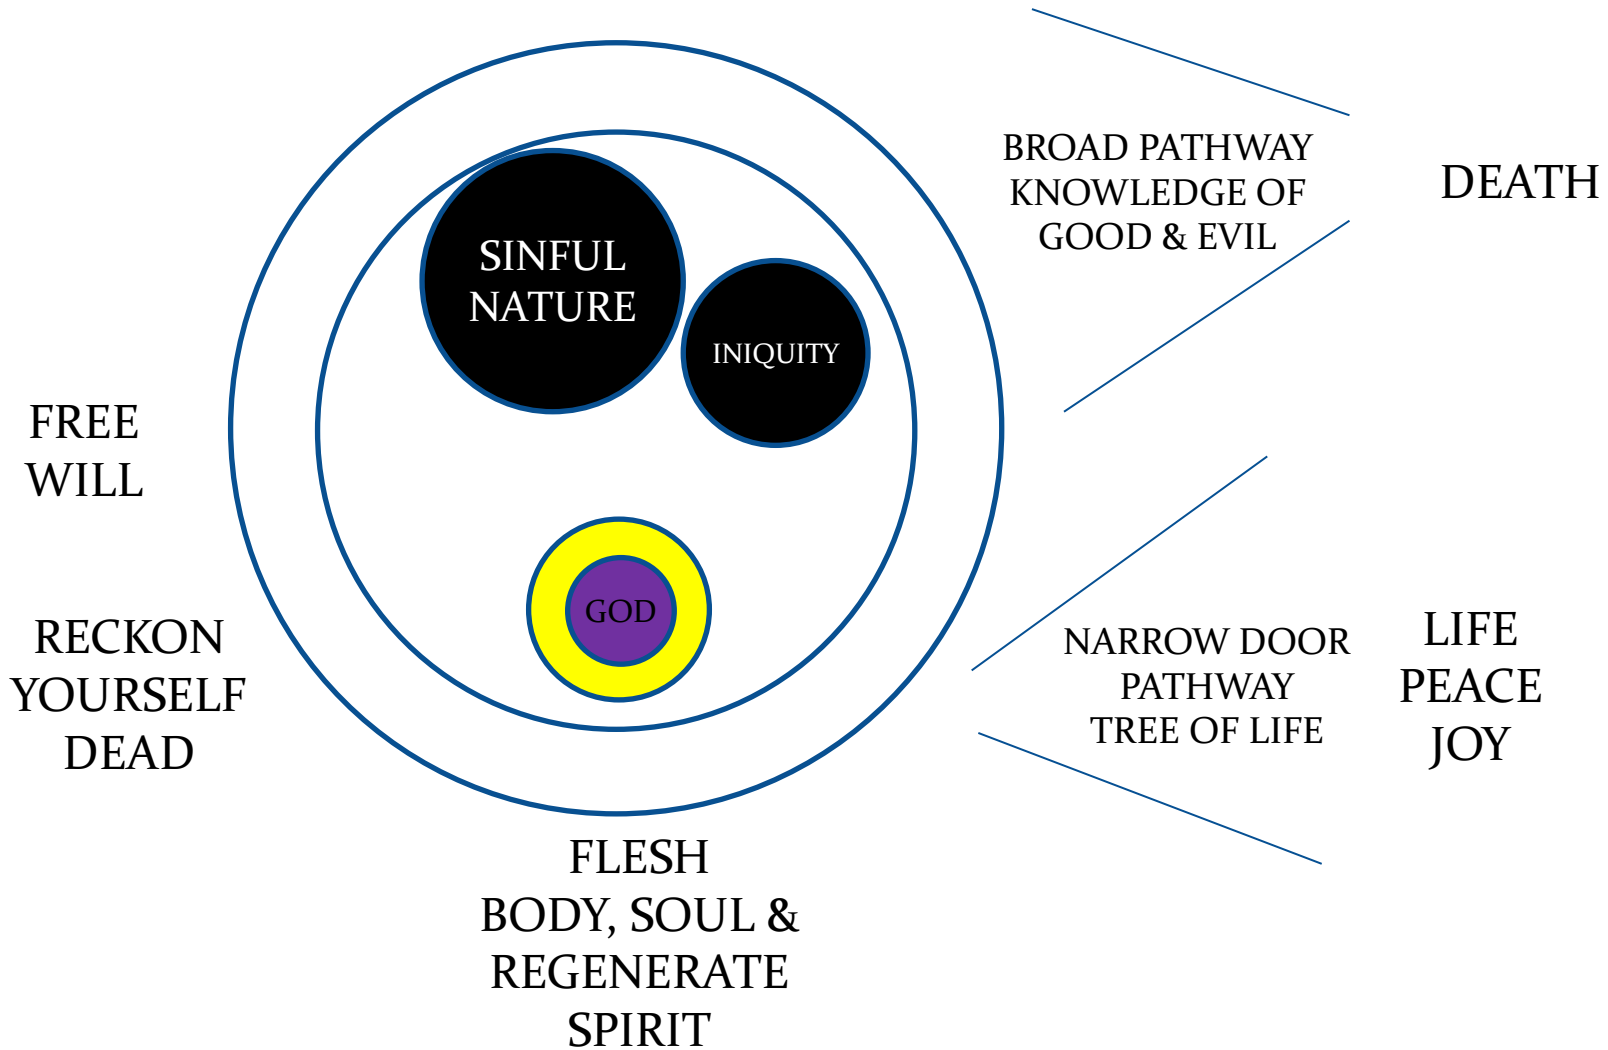 BROAD PATHWAY
KNOWLEDGE OF
GOOD & EVIL
DEATH
SINFUL
NATURE
INIQUITY
FREE
WILL
GOD
RECKON
YOURSELF
DEAD
NARROW DOOR
PATHWAY
TREE OF LIFE
LIFE
PEACE
JOY
FLESH
BODY, SOUL &
REGENERATE
SPIRIT